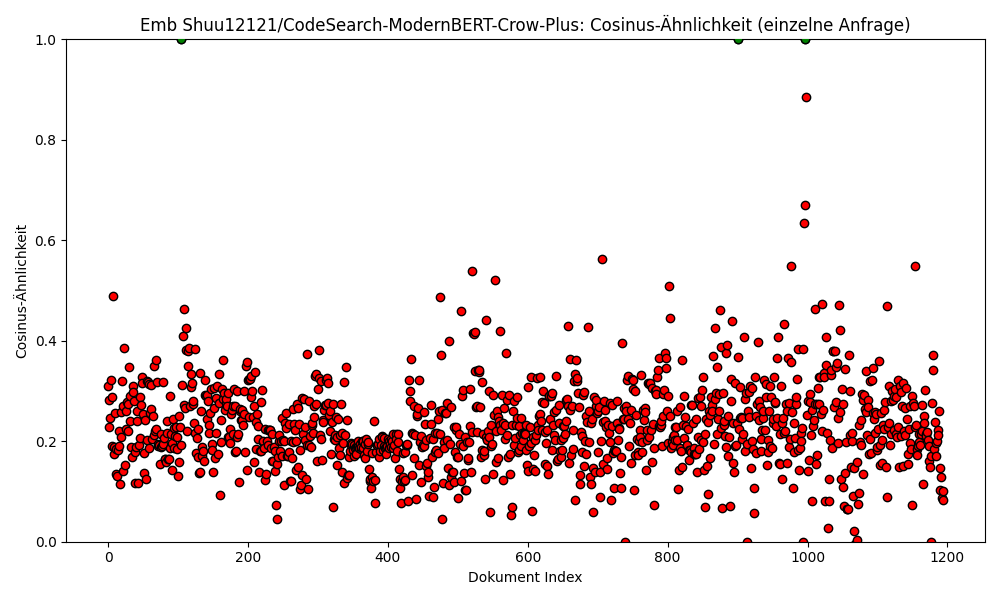 Emb Shuu12121/CodeSearch-ModernBERT-Crow-Plus: Cosinus-Ähnlichkeit (einzelne Anfrage)
1.0
0.8
0.6
0.4
0.2
0.0
Cosinus-Ähnlichkeit
0 200 400 600 800 1000 1200
Dokument Index